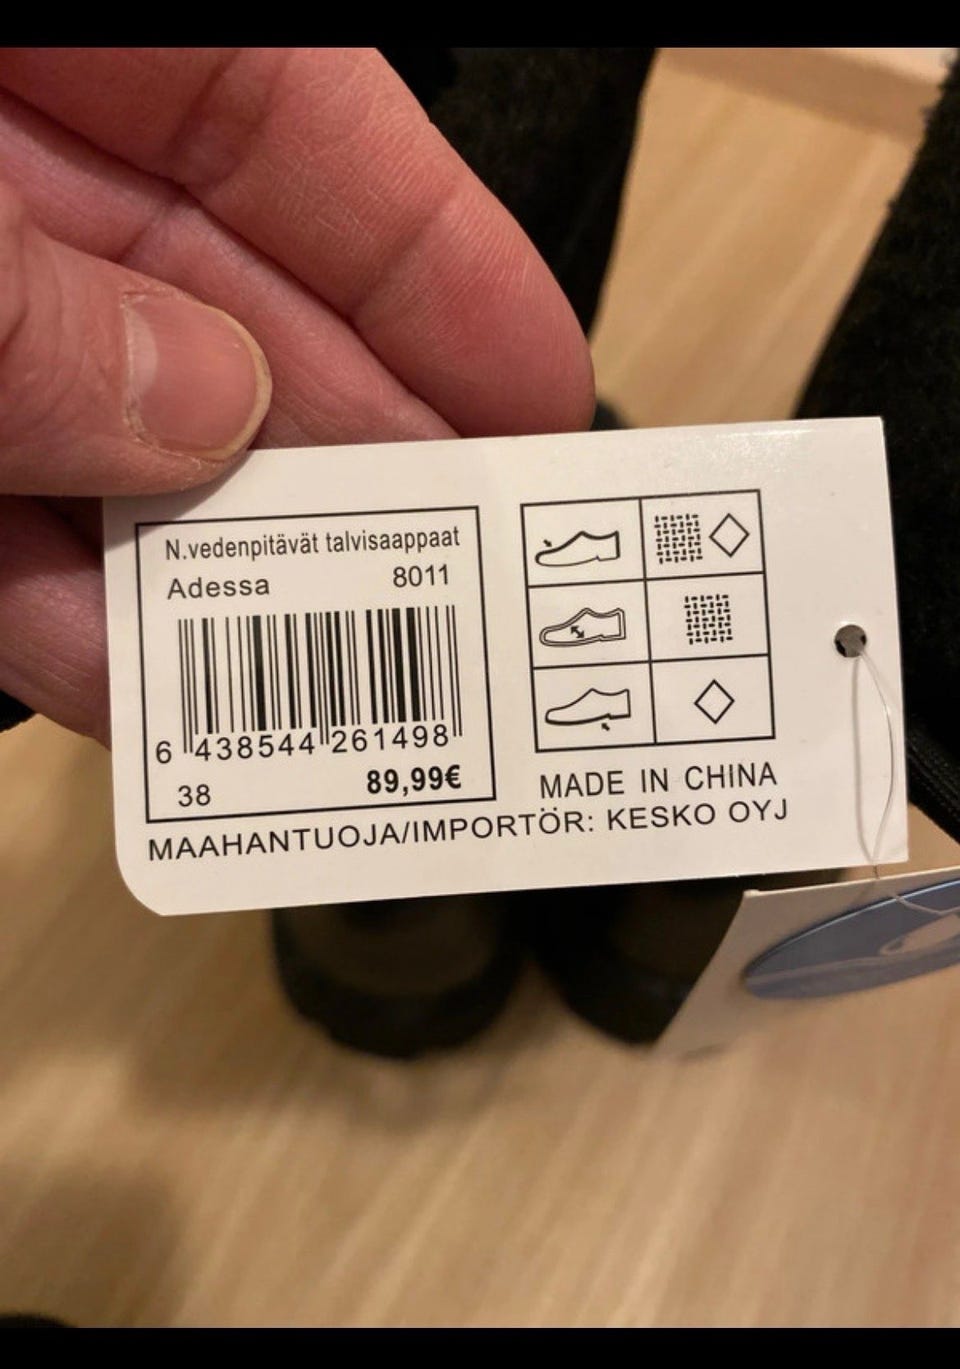 N.vedenpitävät talvisaappaat
Adessa 8011
6 438544 261498
38 89,99€
MADE IN CHINA
MAAHANTUOJA/IMPORTÖR: KESKO OYJ